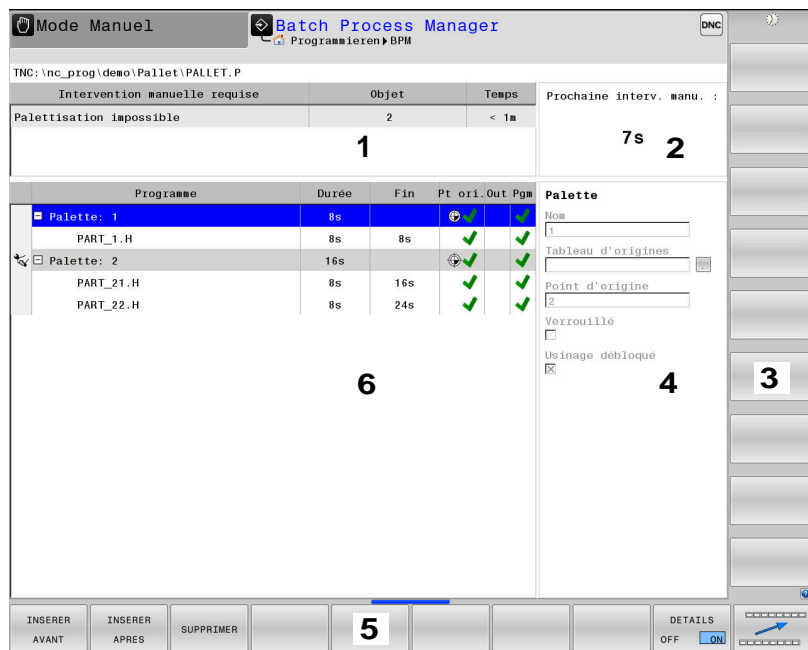 Mode Manuel
Batch Process Manager
DNC
Programmieren ▸ BPM
TNC:\nc_prog\demo\Pallet\PALLET.P
Intervention manuelle requise Objet Temps
Palettisation impossible 2 < 1m
1
Prochaine interv. manu. :
7s
2
Programme Durée Fin Pt ori. Out Pgm
Palette: 1 8s
PART_1.H 8s 8s
Palette: 2 16s
PART_21.H 8s 16s
PART_22.H 8s 24s
6
Palette
Nom
1
Tableau d'origines
Point d'origine
2
Verrouillé
Usinage débloqué
4
3
INSERER AVANT
INSERER APRES
SUPPRIMER
5
DETAILS
OFF ON